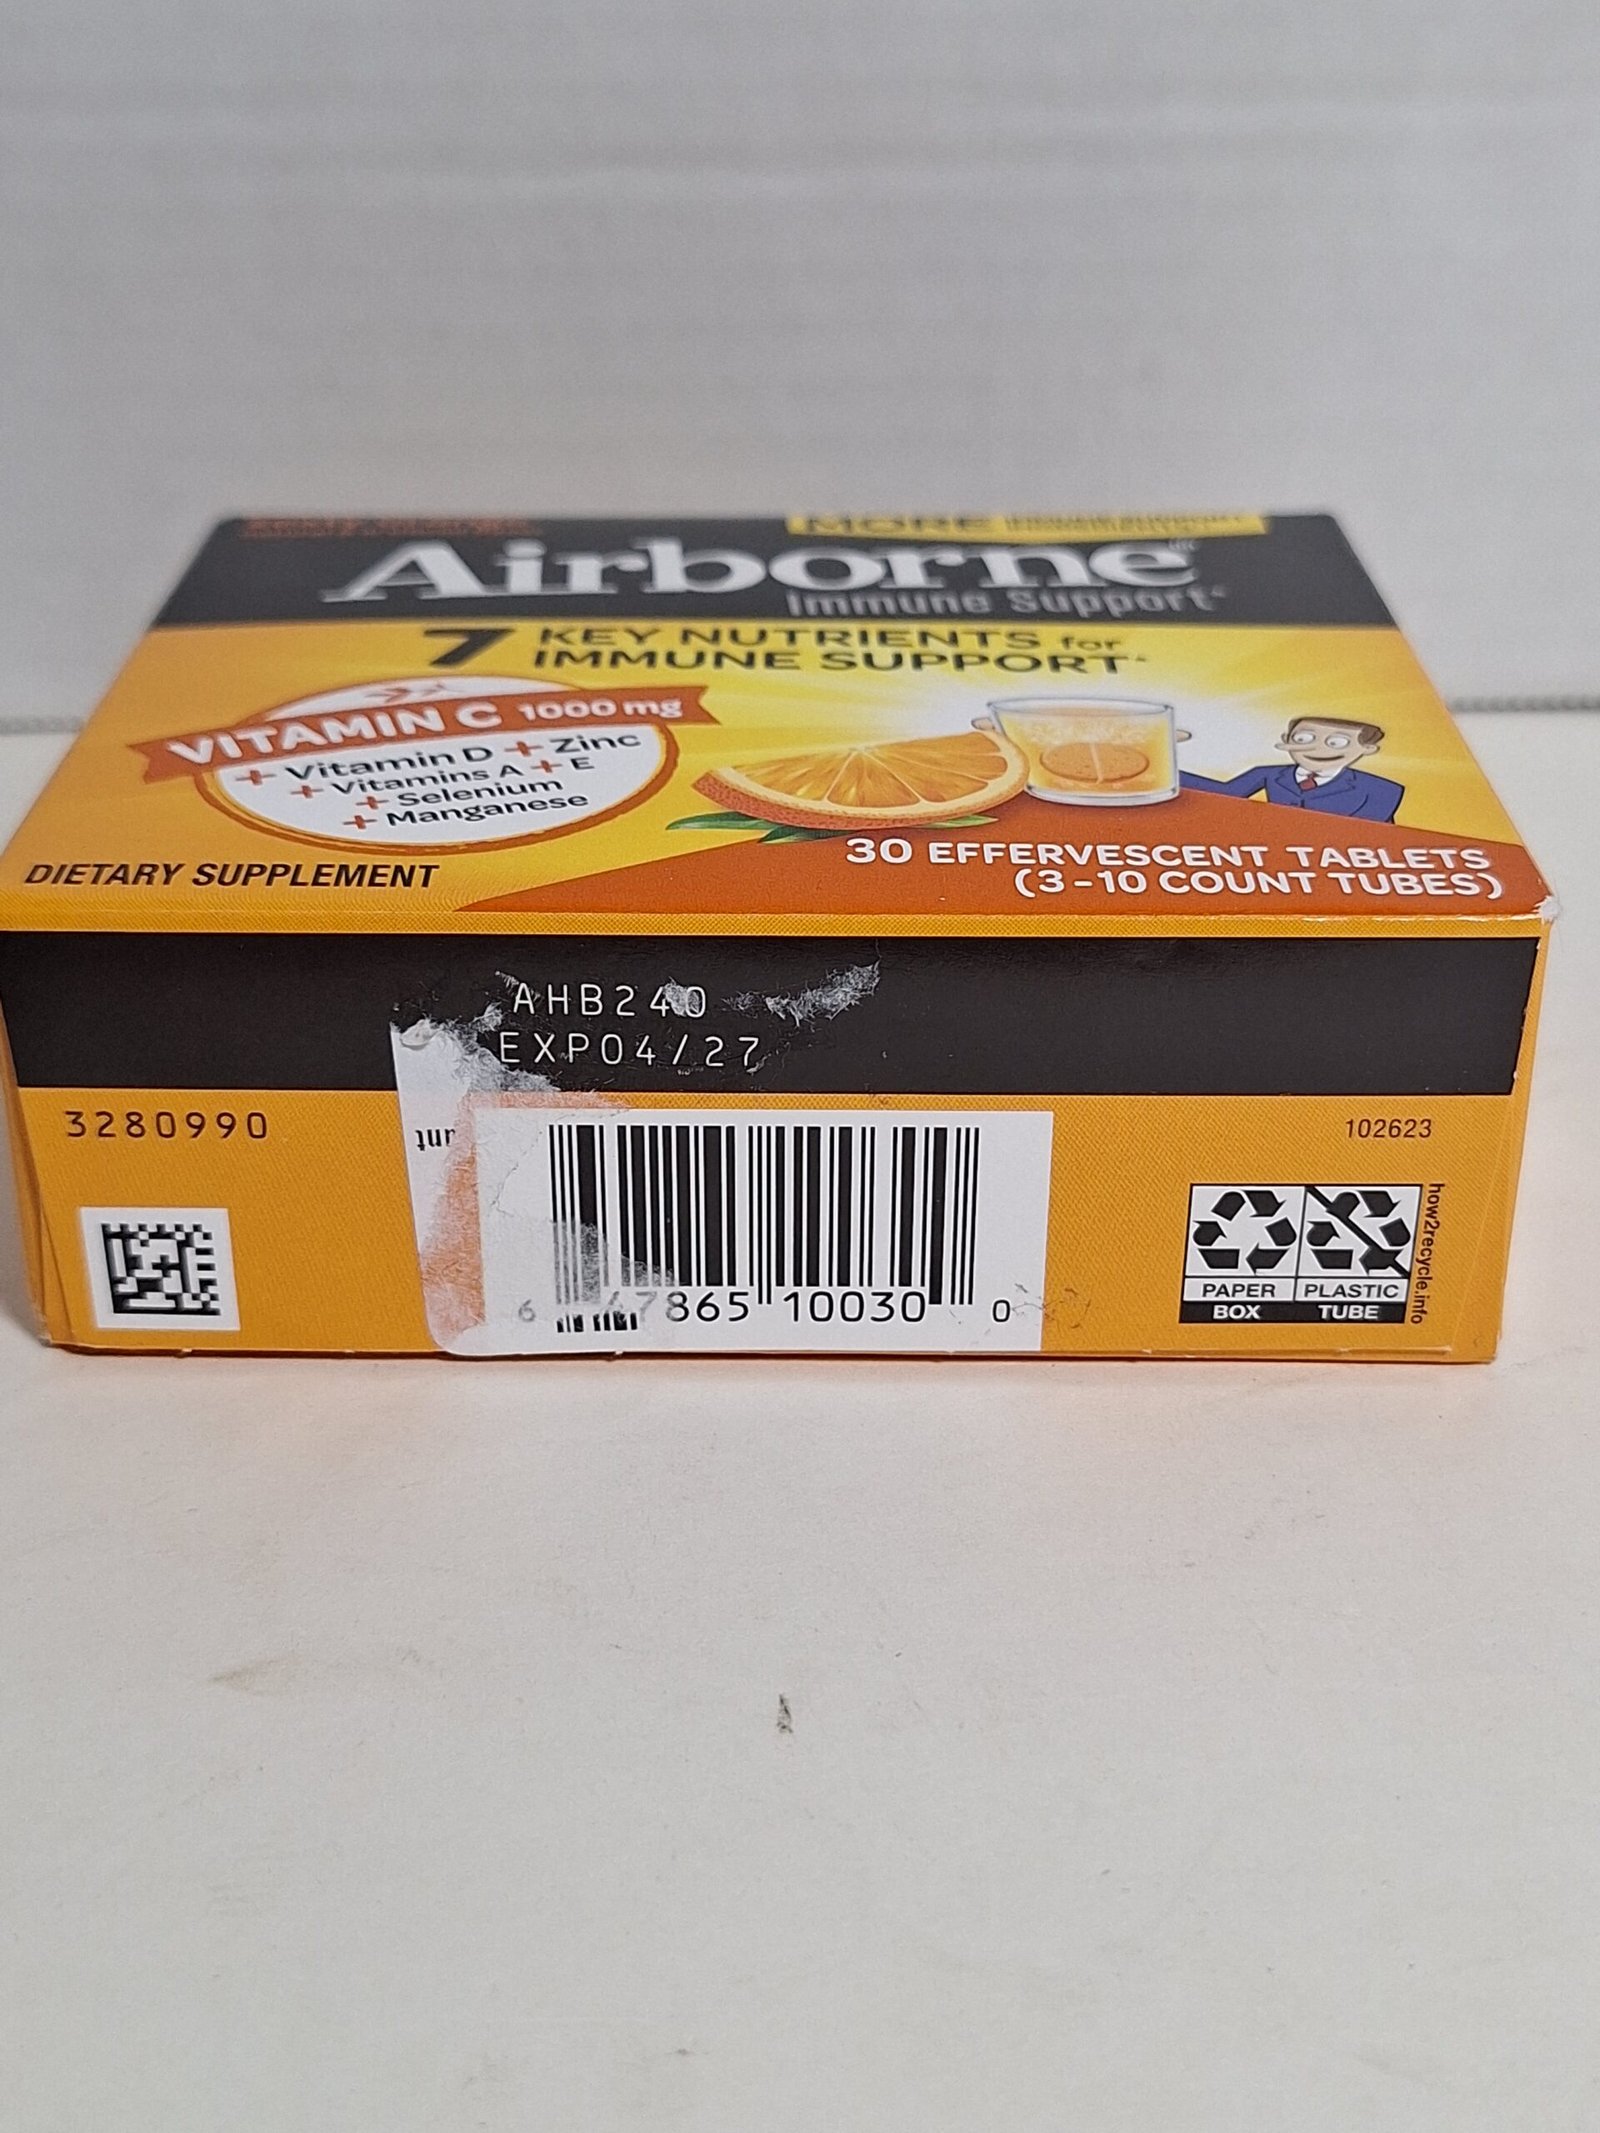 MORE
Airborne
Immune Support
7 KEY NUTRIENTS for
IMMUNE SUPPORT*
VITAMIN C 1000 mg
+ Vitamin D + Zinc
+ Vitamins A + E
+ Selenium
+ Manganese
DIETARY SUPPLEMENT
30 EFFERVESCENT TABLETS
(3-10 COUNT TUBES)
AHB240
EXP04/27
3280990
102623
7865 10030 0
PAPER PLASTIC
BOX TUBE
how2recycle.info